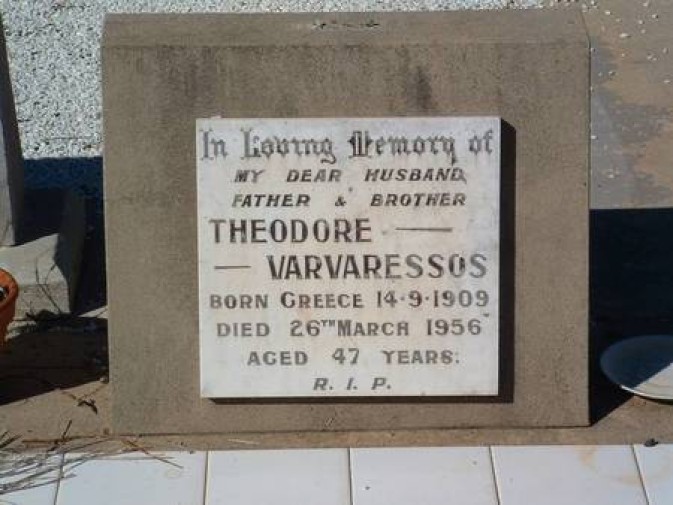 In Loving Memory of
MY DEAR HUSBAND,
FATHER & BROTHER
THEODORE —
— VARVARESSOS
BORN GREECE 14·9·1909
DIED 26TH MARCH 1956
AGED 47 YEARS.
R. I. P.